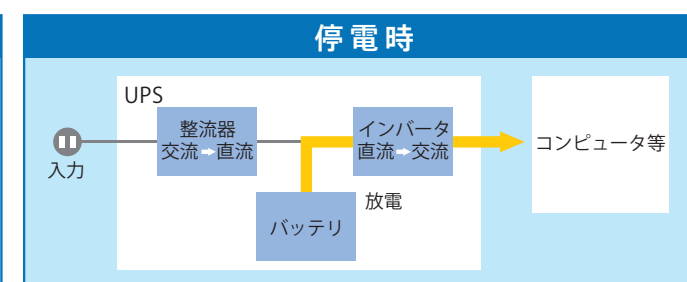 停電時
UPS
整流器
交流➡直流
インバータ
直流➡交流
入力
コンピュータ等
放電
バッテリ